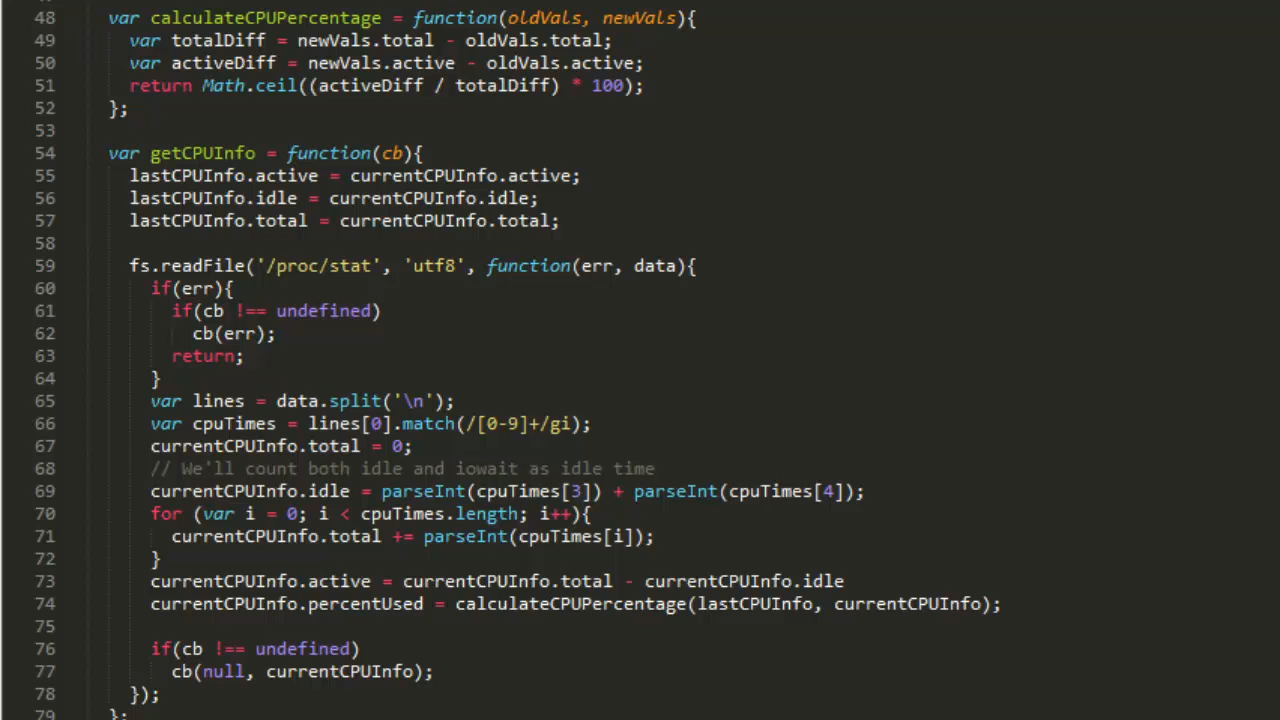 48 var calculateCPUPercentage = function(oldVals, newVals){
49 var totalDiff = newVals.total - oldVals.total;
50 var activeDiff = newVals.active - oldVals.active;
51 return Math.ceil((activeDiff / totalDiff) * 100);
52 };
53
54 var getCPUInfo = function(cb){
55 lastCPUInfo.active = currentCPUInfo.active;
56 lastCPUInfo.idle = currentCPUInfo.idle;
57 lastCPUInfo.total = currentCPUInfo.total;
58
59 fs.readFile('/proc/stat', 'utf8', function(err, data){
60 if(err){
61 if(cb !== undefined)
62 cb(err);
63 return;
64 }
65 var lines = data.split('\n');
66 var cpuTimes = lines[0].match(/[0-9]+/gi);
67 currentCPUInfo.total = 0;
68 // We'll count both idle and iowait as idle time
69 currentCPUInfo.idle = parseInt(cpuTimes[3]) + parseInt(cpuTimes[4]);
70 for (var i = 0; i < cpuTimes.length; i++){
71 currentCPUInfo.total += parseInt(cpuTimes[i]);
72 }
73 currentCPUInfo.active = currentCPUInfo.total - currentCPUInfo.idle
74 currentCPUInfo.percentUsed = calculateCPUPercentage(lastCPUInfo, currentCPUInfo);
75
76 if(cb !== undefined)
77 cb(null, currentCPUInfo);
78 });
79 };